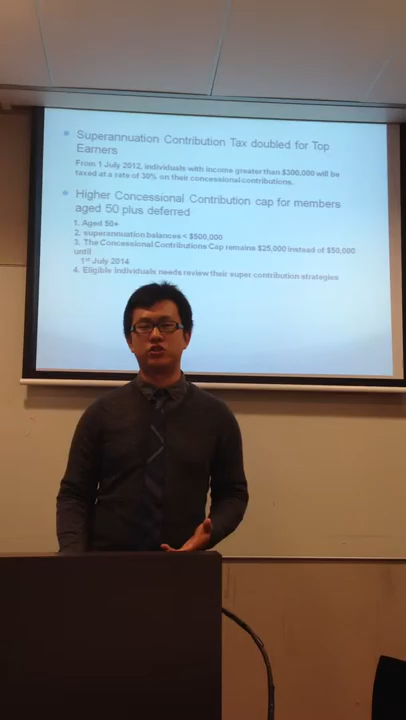 Superannuation Contribution Tax doubled for Top
Earners
From 1 July 2012, individuals with income greater than $300,000 will be
taxed at a rate of 30% on their concessional contributions.
Higher Concessional Contribution cap for members
aged 50 plus deferred
1. Aged 50+
2. superannuation balances < $500,000
3. The Concessional Contributions Cap remains $25,000 instead of $50,000
until
1st July 2014
4. Eligible individuals needs review their super contribution strategies